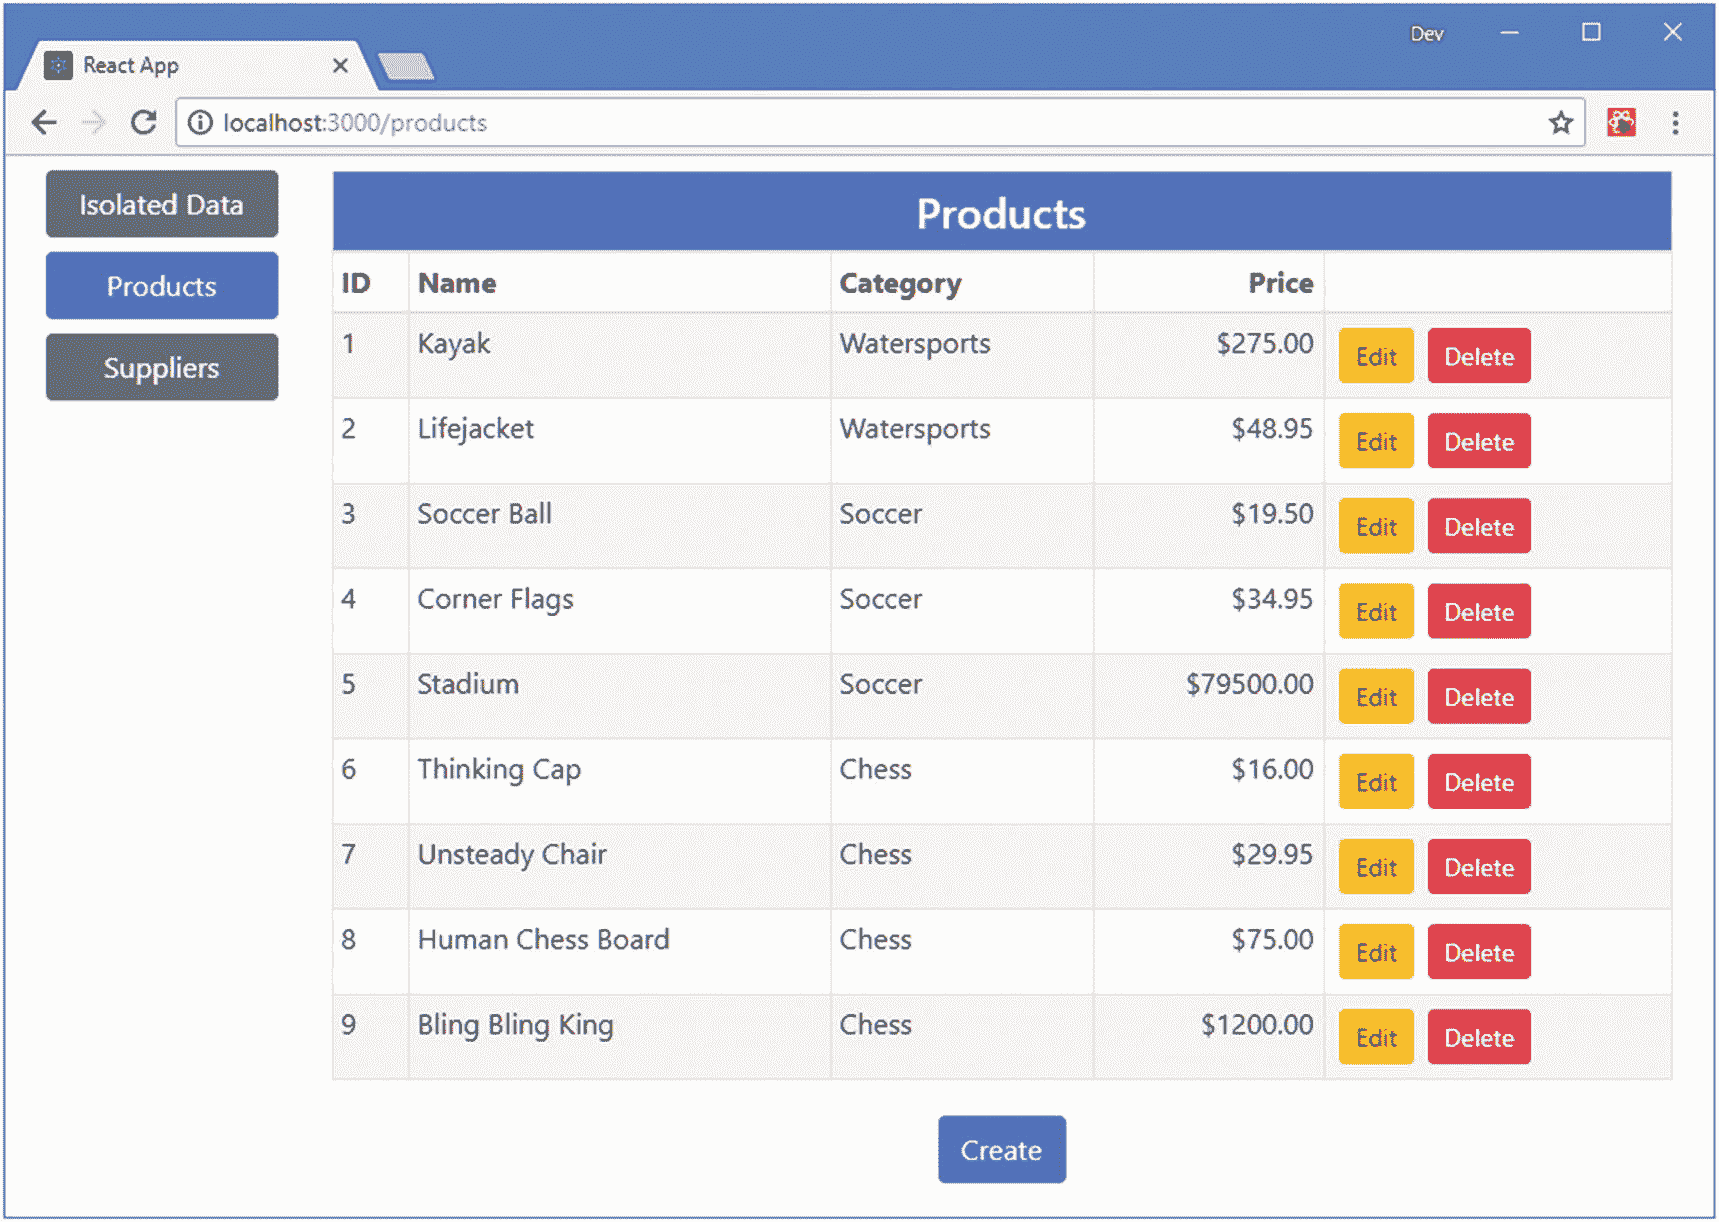 Dev
React App
localhost:3000/products
Isolated Data
Products
Suppliers
Products
ID Name Category Price
1 Kayak Watersports $275.00 Edit Delete
2 Lifejacket Watersports $48.95 Edit Delete
3 Soccer Ball Soccer $19.50 Edit Delete
4 Corner Flags Soccer $34.95 Edit Delete
5 Stadium Soccer $79500.00 Edit Delete
6 Thinking Cap Chess $16.00 Edit Delete
7 Unsteady Chair Chess $29.95 Edit Delete
8 Human Chess Board Chess $75.00 Edit Delete
9 Bling Bling King Chess $1200.00 Edit Delete
Create